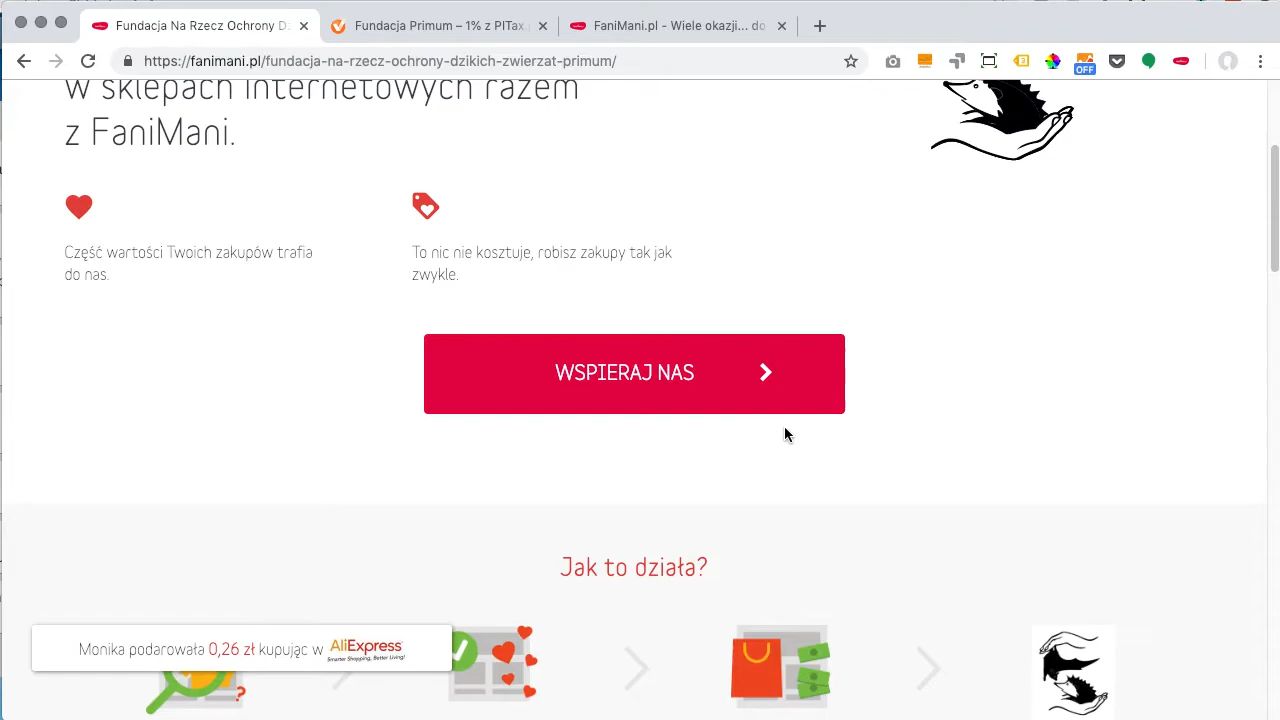 Fundacja Na Rzecz Ochrony D
Fundacja Primum – 1% z PITax.
FaniMani.pl - Wiele okazji... do
https://fanimani.pl/fundacja-na-rzecz-ochrony-dzikich-zwierzat-primum/
OFF
w sklepach internetowych razem
z FaniMani.
Część wartości Twoich zakupów trafia
do nas.
To nic nie kosztuje, robisz zakupy tak jak
zwykle.
WSPIERAJ NAS
Jak to działa?
Monika podarowała 0,26 zł kupując w AliExpress
Smarter Shopping, Better Living!
?